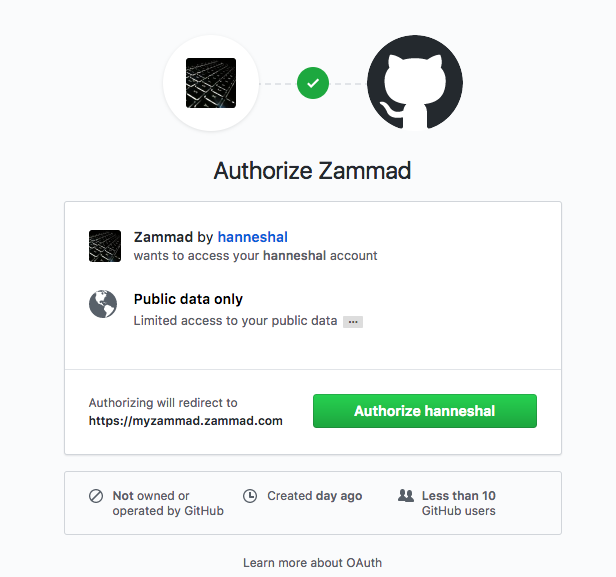 Authorize Zammad
Zammad by hanneshal
wants to access your hanneshal account
Public data only
Limited access to your public data ...
Authorizing will redirect to
https://myzammad.zammad.com
Authorize hanneshal
Not owned or
operated by GitHub
Created day ago
Less than 10
GitHub users
Learn more about OAuth